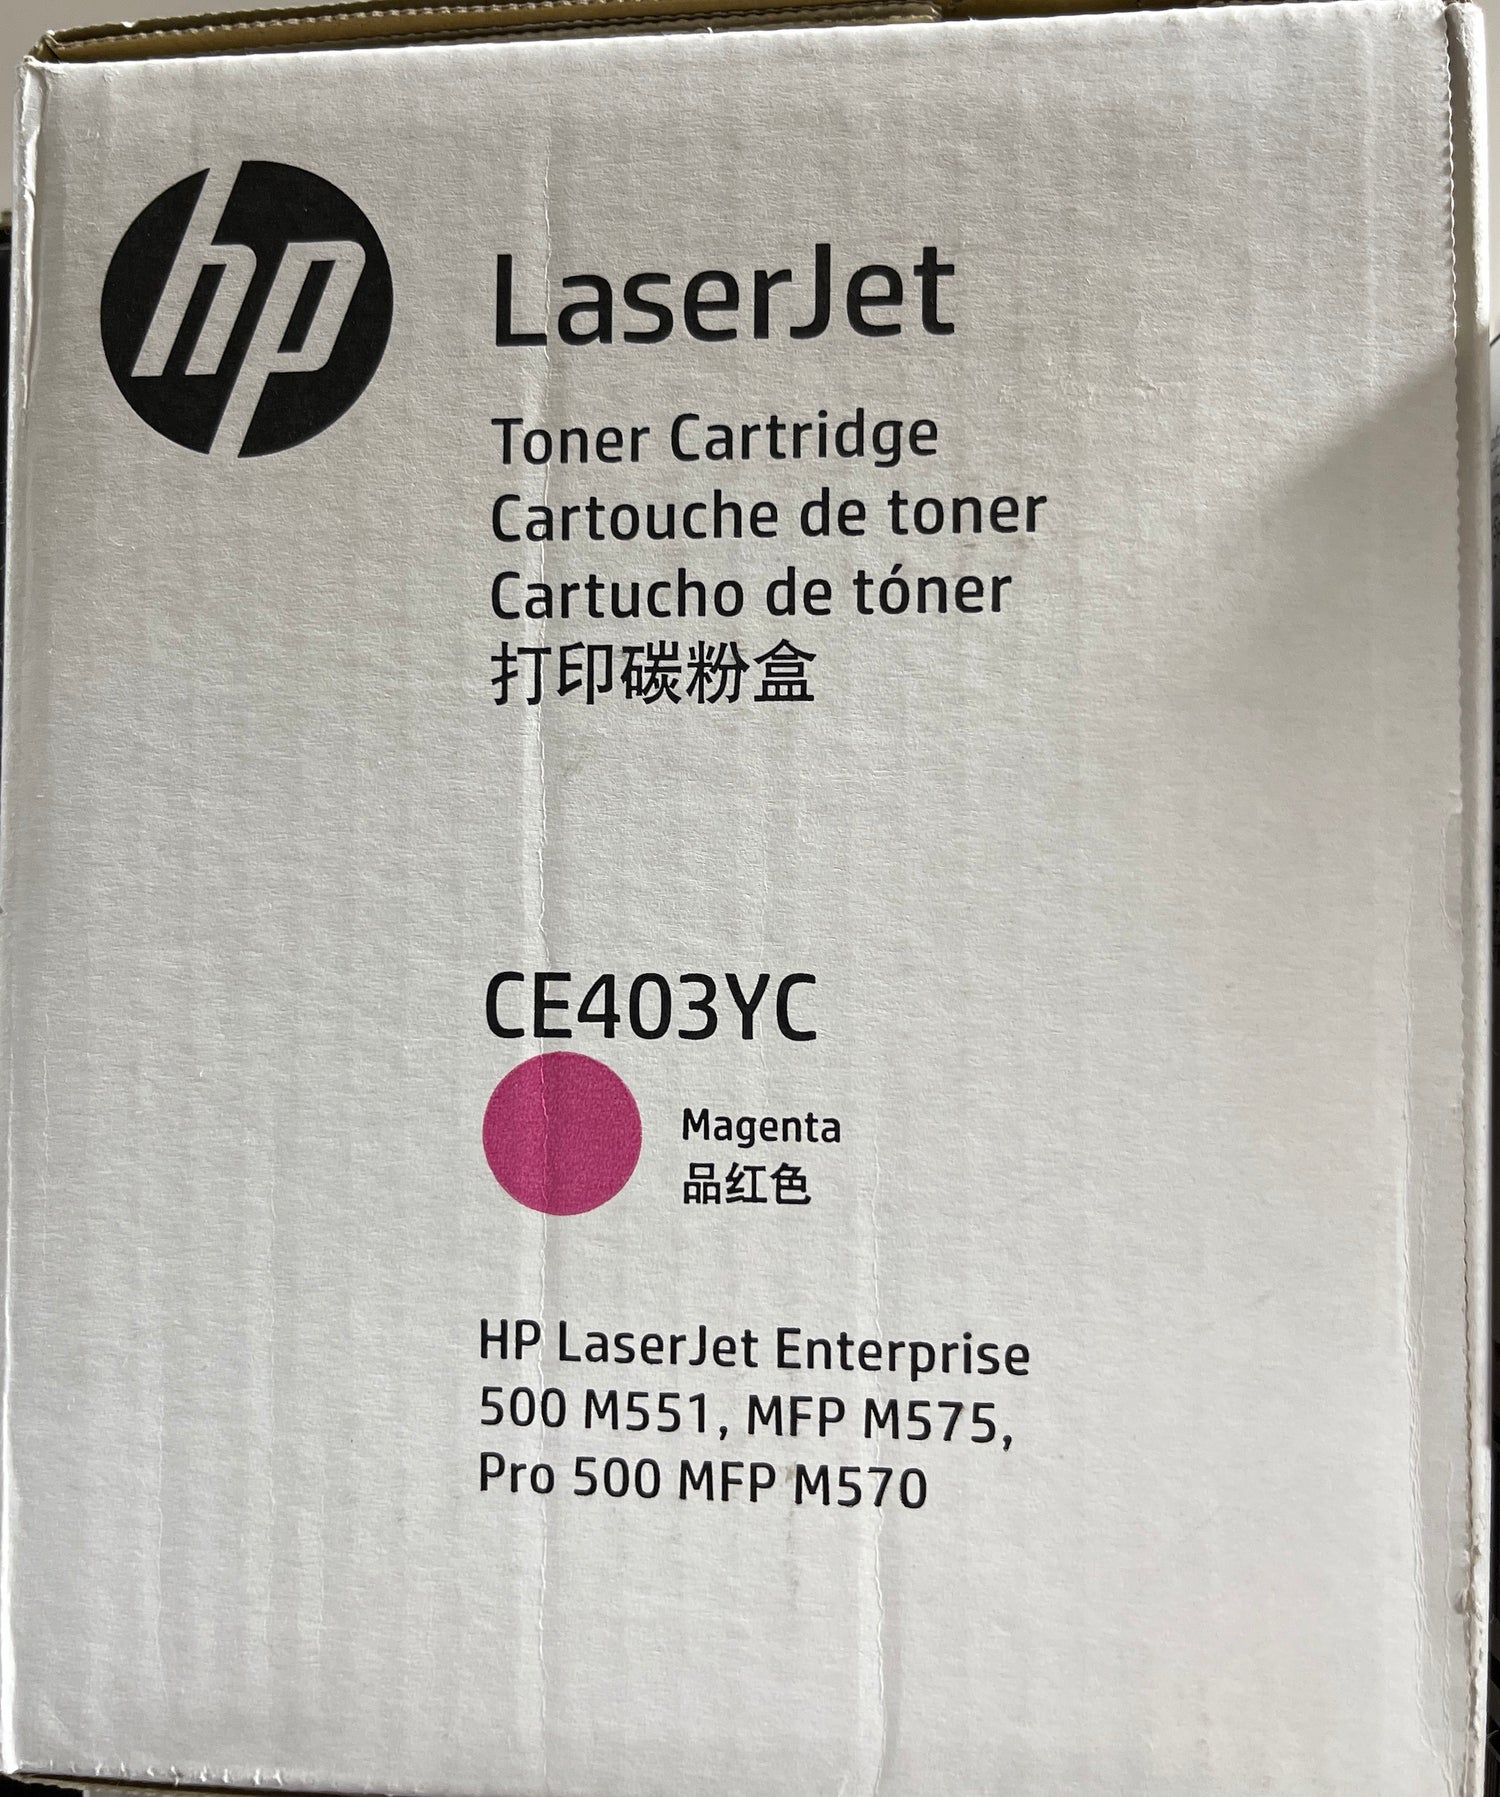 hp
LaserJet
Toner Cartridge
Cartouche de toner
Cartucho de tóner
打印碳粉盒
CE403YC
Magenta
品红色
HP LaserJet Enterprise
500 M551, MFP M575,
Pro 500 MFP M570